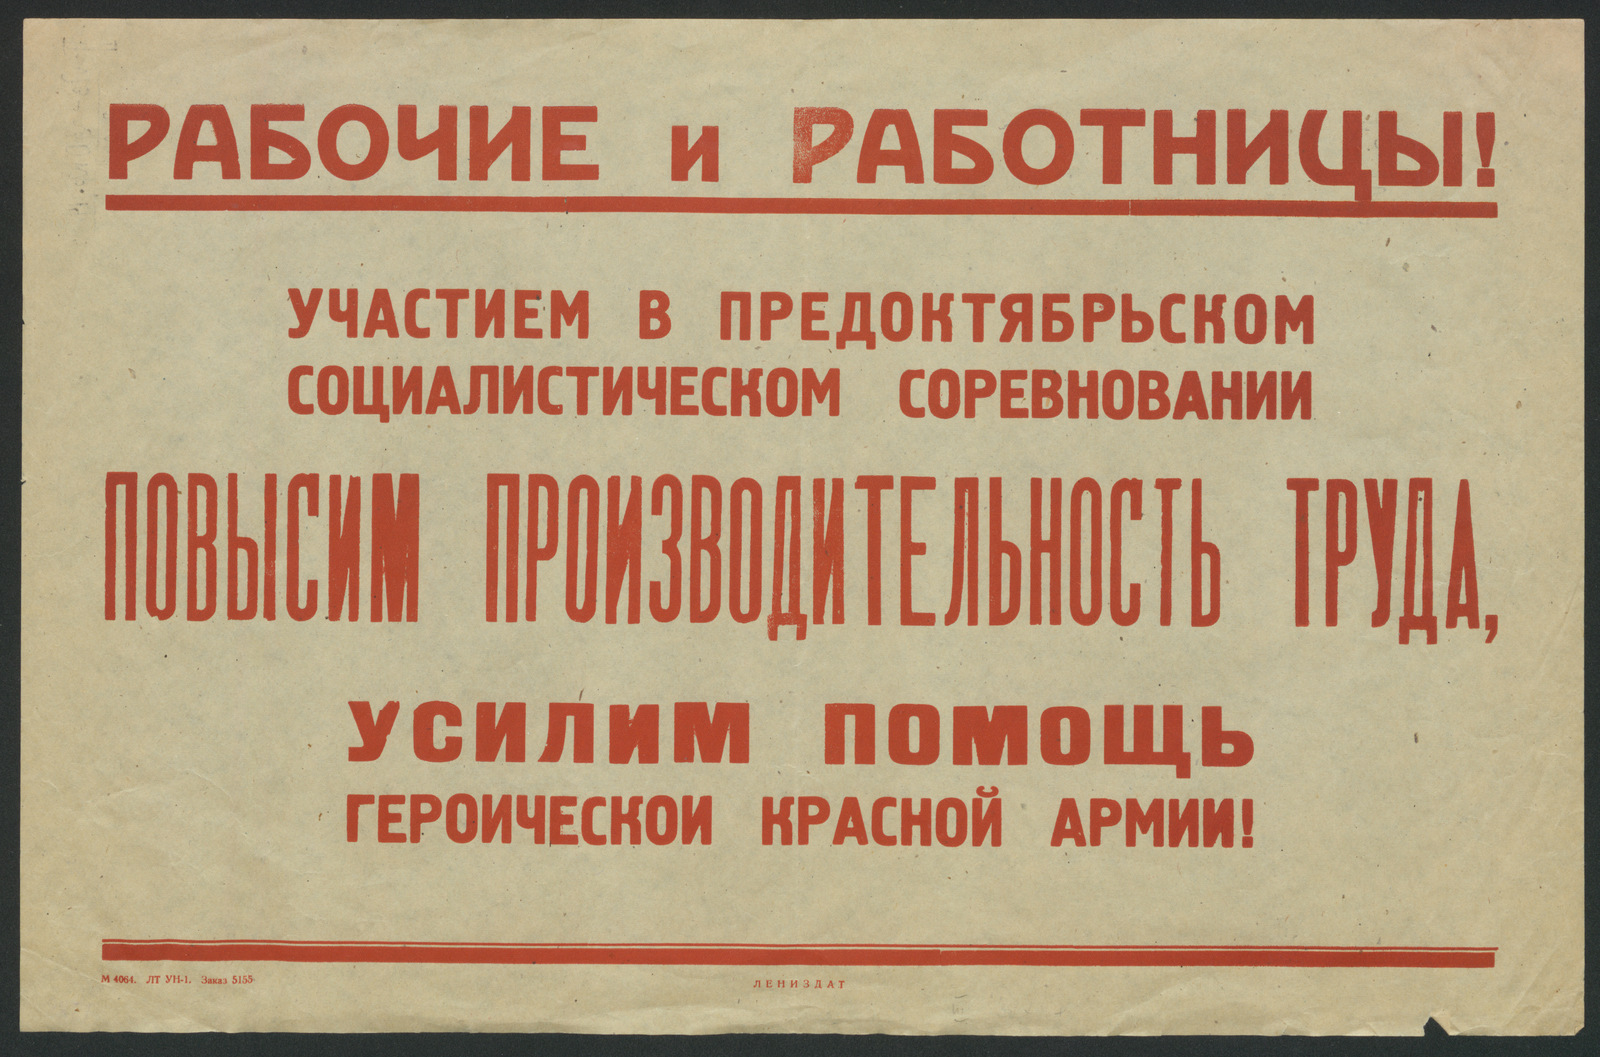 РАБОЧИЕ и РАБОТНИЦЫ!
УЧАСТИЕМ В ПРЕДОКТЯБРЬСКОМ
СОЦИАЛИСТИЧЕСКОМ СОРЕВНОВАНИИ
ПОВЫСИМ ПРОИЗВОДИТЕЛЬНОСТЬ ТРУДА,
УСИЛИМ ПОМОЩЬ
ГЕРОИЧЕСКОИ КРАСНОЙ АРМИИ!
М 4064. ЛТ УН-1. Заказ 5155
ЛЕНИЗДАТ